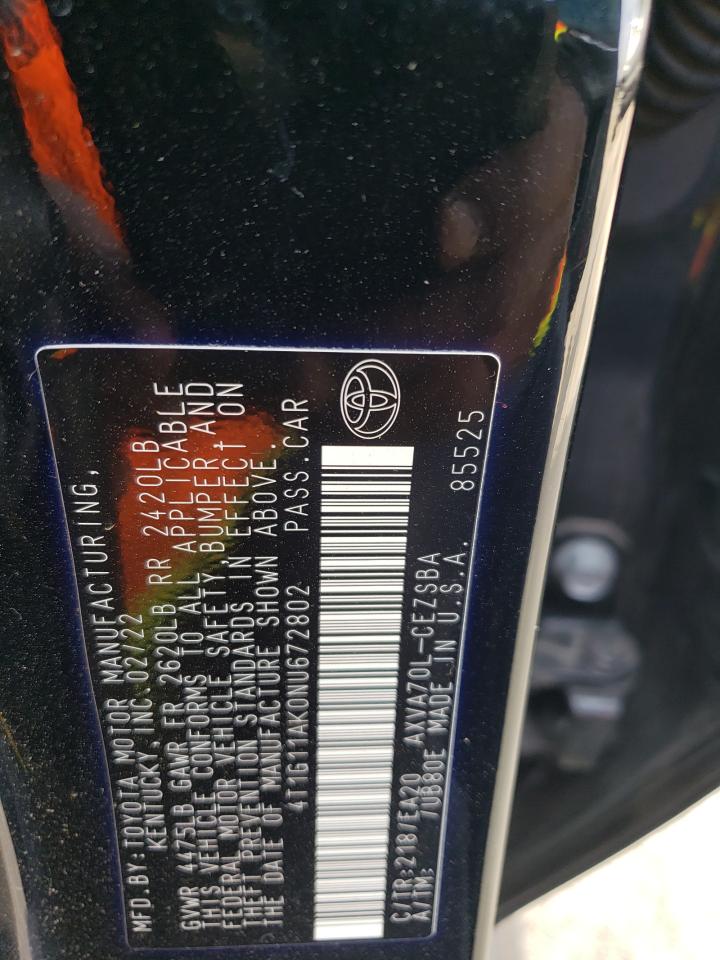 MFD.BY:TOYOTA MOTOR MANUFACTURING,
KENTUCKY, INC. 02/22
GVWR 4475LB GAWR FR 2620LB RR 2420LB
THIS VEHICLE CONFORMS TO ALL APPLICABLE
FEDERAL MOTOR VEHICLE SAFETY,BUMPER,AND
THEFT PREVENTION STANDARDS IN EFFECT ON
THE DATE OF MANUFACTURE SHOWN ABOVE.
4T1G11AK0NU672802 PASS.CAR
C/TR:218/EA20 AXVA70L-CEZSBA
A/TM: /UB80E MADE IN U.S.A. 85525